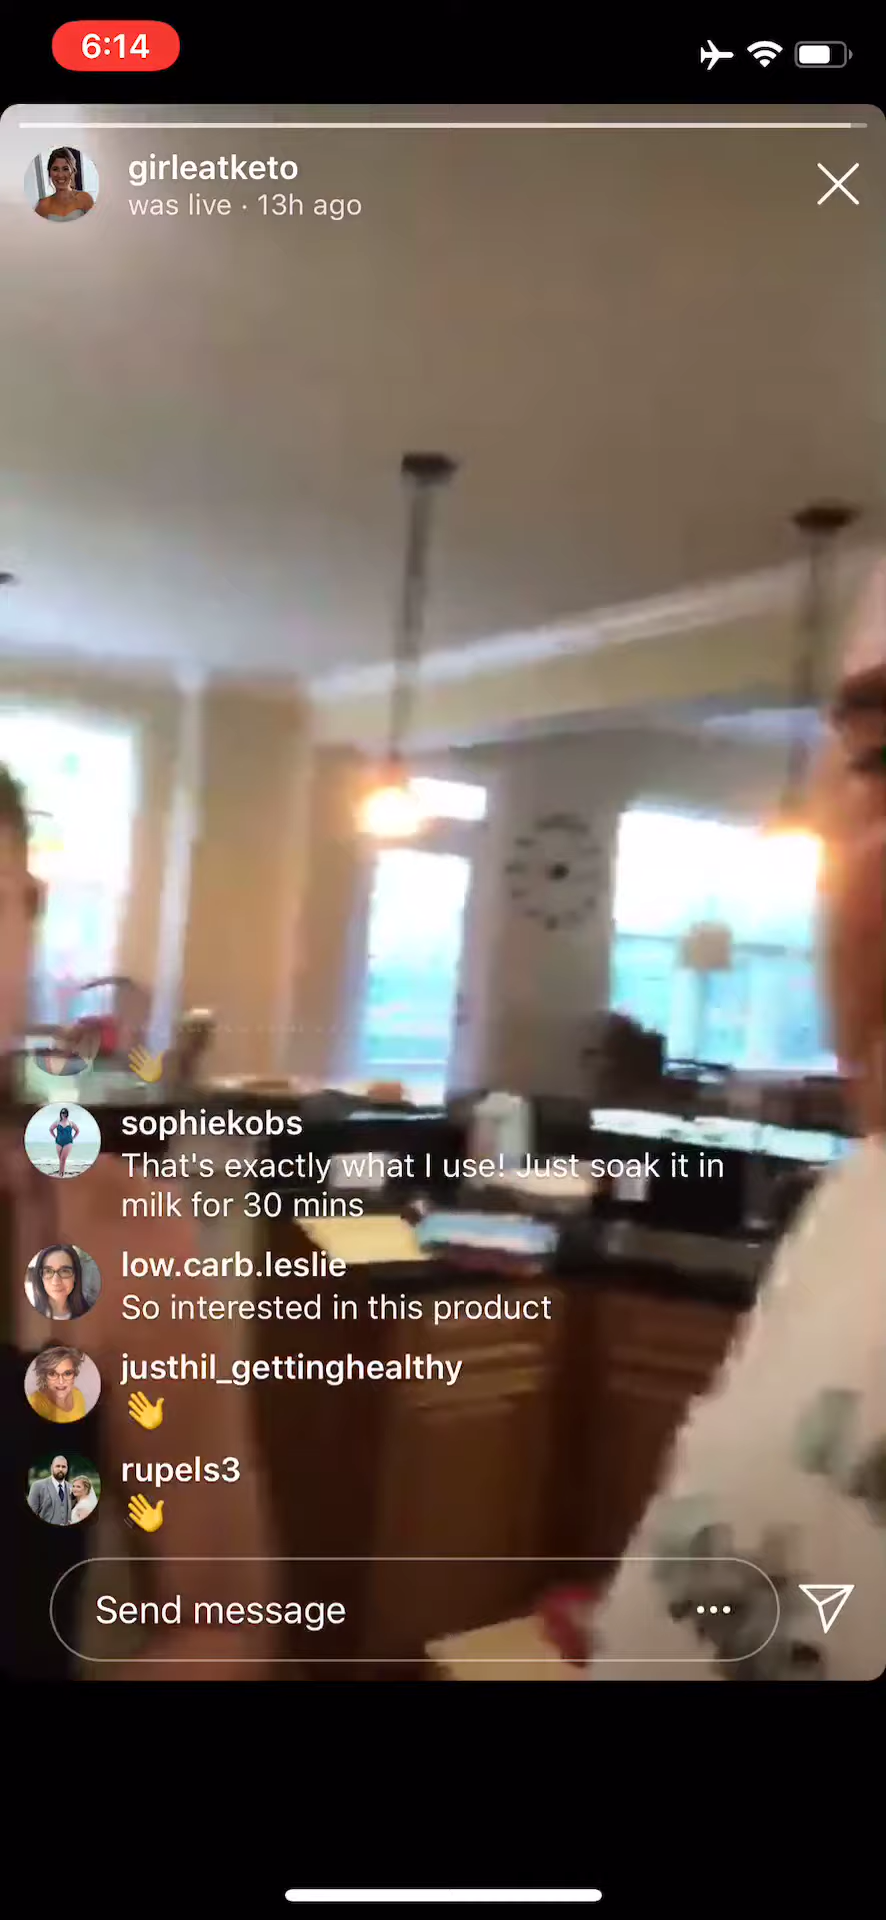 6:14
girleatketo
was live · 13h ago
sophiekobs
That's exactly what I use! Just soak it in
milk for 30 mins
low.carb.leslie
So interested in this product
justhil_gettinghealthy
👋
rupels3
👋
Send message